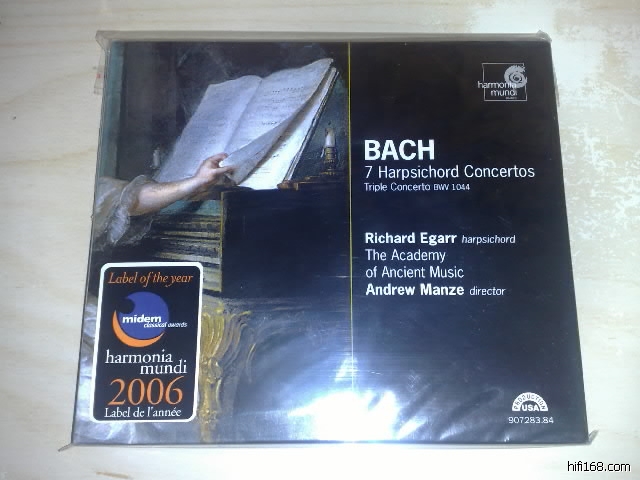 harmonia
mundi
BACH
7 Harpsichord Concertos
Triple Concerto BWV 1044
Richard Egarr harpsichord
The Academy
of Ancient Music
Andrew Manze director
Label of the year
midem
classical awards
harmonia
mundi
2006
Label de l'année
PRODUCTION
USA
907283.84
hifi168.com